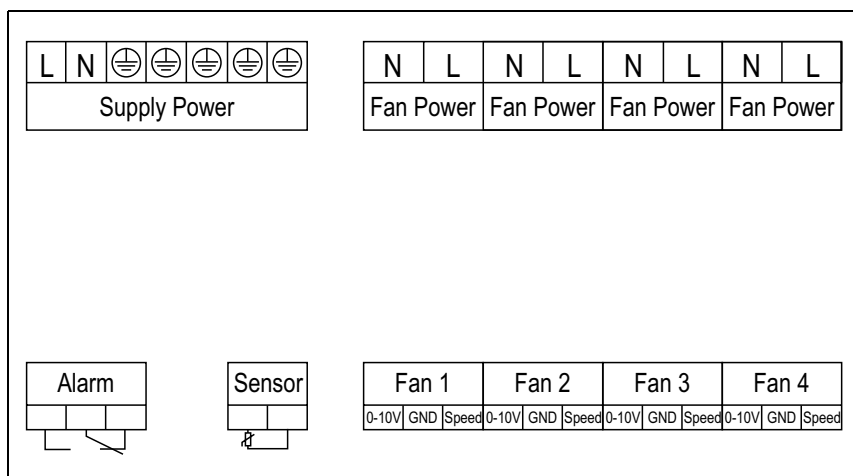 L N N L N L N L N L
Supply Power Fan Power Fan Power Fan Power Fan Power
Alarm Sensor Fan 1 Fan 2 Fan 3 Fan 4
0-10V GND Speed 0-10V GND Speed 0-10V GND Speed 0-10V GND Speed